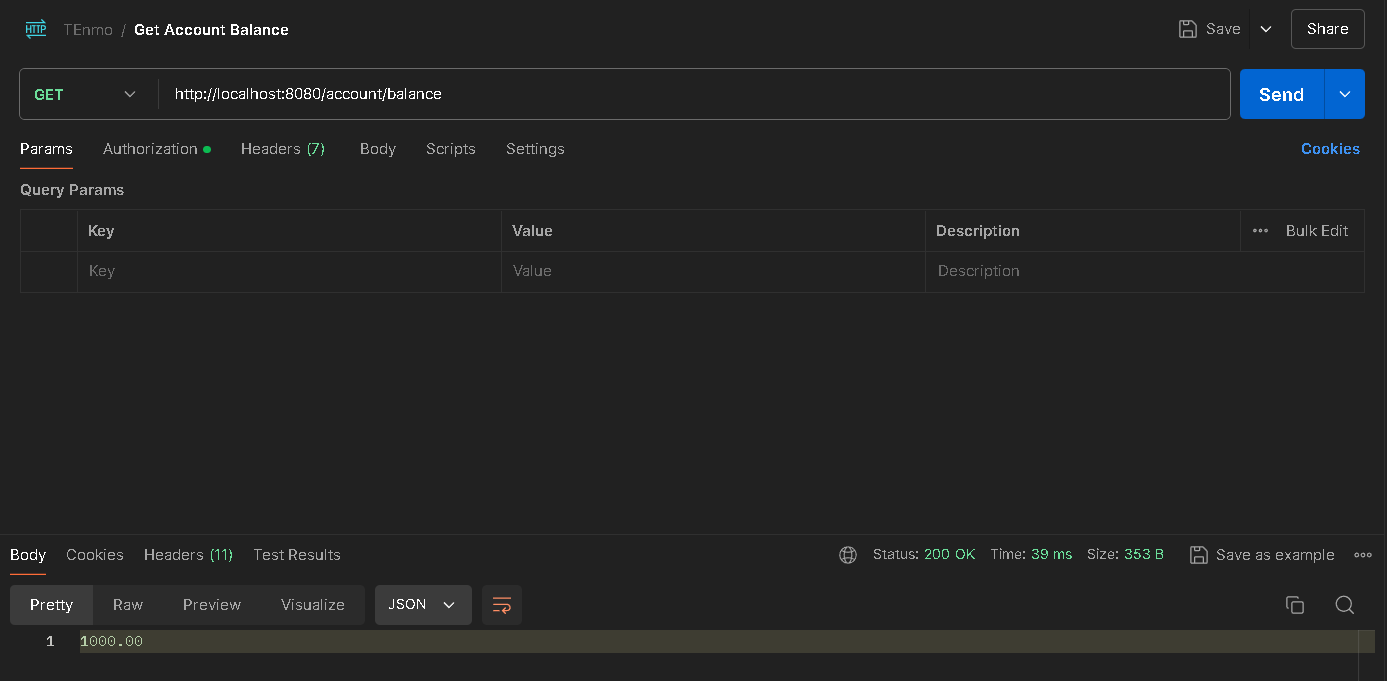 HTTP TEnmo / Get Account Balance Save Share
GET http://localhost:8080/account/balance Send
Params Authorization Headers (7) Body Scripts Settings Cookies
Query Params
Key Value Description ••• Bulk Edit
Key Value Description
Body Cookies Headers (11) Test Results Status: 200 OK Time: 39 ms Size: 353 B Save as example
Pretty Raw Preview Visualize JSON
1 1000.00